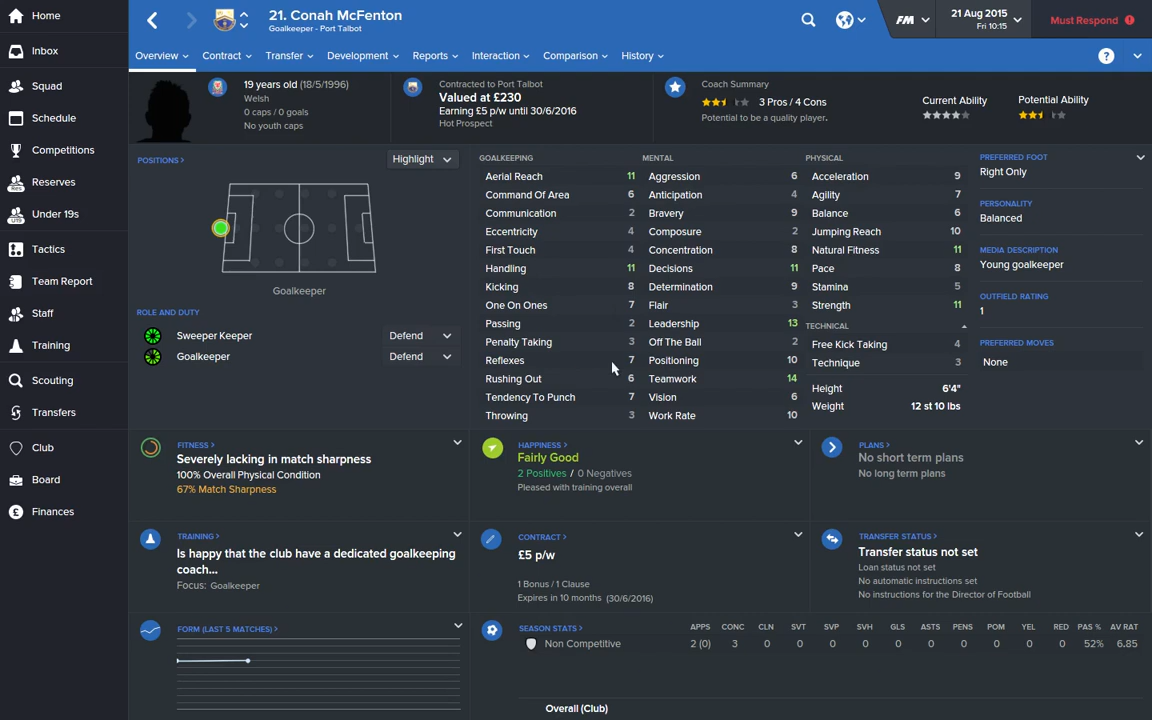 Home
Inbox
Squad
Schedule
Competitions
Reserves
Under 19s
Tactics
Team Report
Staff
Training
Scouting
Transfers
Club
Board
Finances
21. Conah McFenton
Goalkeeper - Port Talbot
FM
21 Aug 2015
Fri 10:15
Must Respond
Overview
Contract
Transfer
Development
Reports
Interaction
Comparison
History
?
19 years old (18/5/1996)
Welsh
0 caps / 0 goals
No youth caps
Contracted to Port Talbot
Valued at £230
Earning £5 p/w until 30/6/2016
Hot Prospect
Coach Summary
3 Pros / 4 Cons
Potential to be a quality player.
Current Ability
Potential Ability
POSITIONS >
Highlight
Goalkeeper
ROLE AND DUTY
Sweeper Keeper Defend
Goalkeeper Defend
GOALKEEPING
Aerial Reach 11
Command Of Area 6
Communication 2
Eccentricity 4
First Touch 4
Handling 11
Kicking 8
One On Ones 7
Passing 2
Penalty Taking 3
Reflexes 7
Rushing Out 6
Tendency To Punch 7
Throwing 3
MENTAL
Aggression 6
Anticipation 4
Bravery 9
Composure 2
Concentration 8
Decisions 11
Determination 9
Flair 3
Leadership 13
Off The Ball 2
Positioning 10
Teamwork 14
Vision 6
Work Rate 10
PHYSICAL
Acceleration 9
Agility 7
Balance 6
Jumping Reach 10
Natural Fitness 11
Pace 8
Stamina 5
Strength 11
TECHNICAL
Free Kick Taking 4
Technique 3
Height 6'4"
Weight 12 st 10 lbs
PREFERRED FOOT
Right Only
PERSONALITY
Balanced
MEDIA DESCRIPTION
Young goalkeeper
OUTFIELD RATING
1
PREFERRED MOVES
None
FITNESS >
Severely lacking in match sharpness
100% Overall Physical Condition
67% Match Sharpness
HAPPINESS >
Fairly Good
2 Positives / 0 Negatives
Pleased with training overall
PLANS >
No short term plans
No long term plans
TRAINING >
Is happy that the club have a dedicated goalkeeping
coach...
Focus: Goalkeeper
CONTRACT >
£5 p/w
1 Bonus / 1 Clause
Expires in 10 months (30/6/2016)
TRANSFER STATUS >
Transfer status not set
Loan status not set
No automatic instructions set
No instructions for the Director of Football
FORM (LAST 5 MATCHES) >
SEASON STATS > APPS CONC CLN SVT SVP SVH GLS ASTS PENS POM YEL RED PAS % AV RAT
Non Competitive 2 (0) 3 0 0 0 0 0 0 0 0 0 0 52% 6.85
Overall (Club)